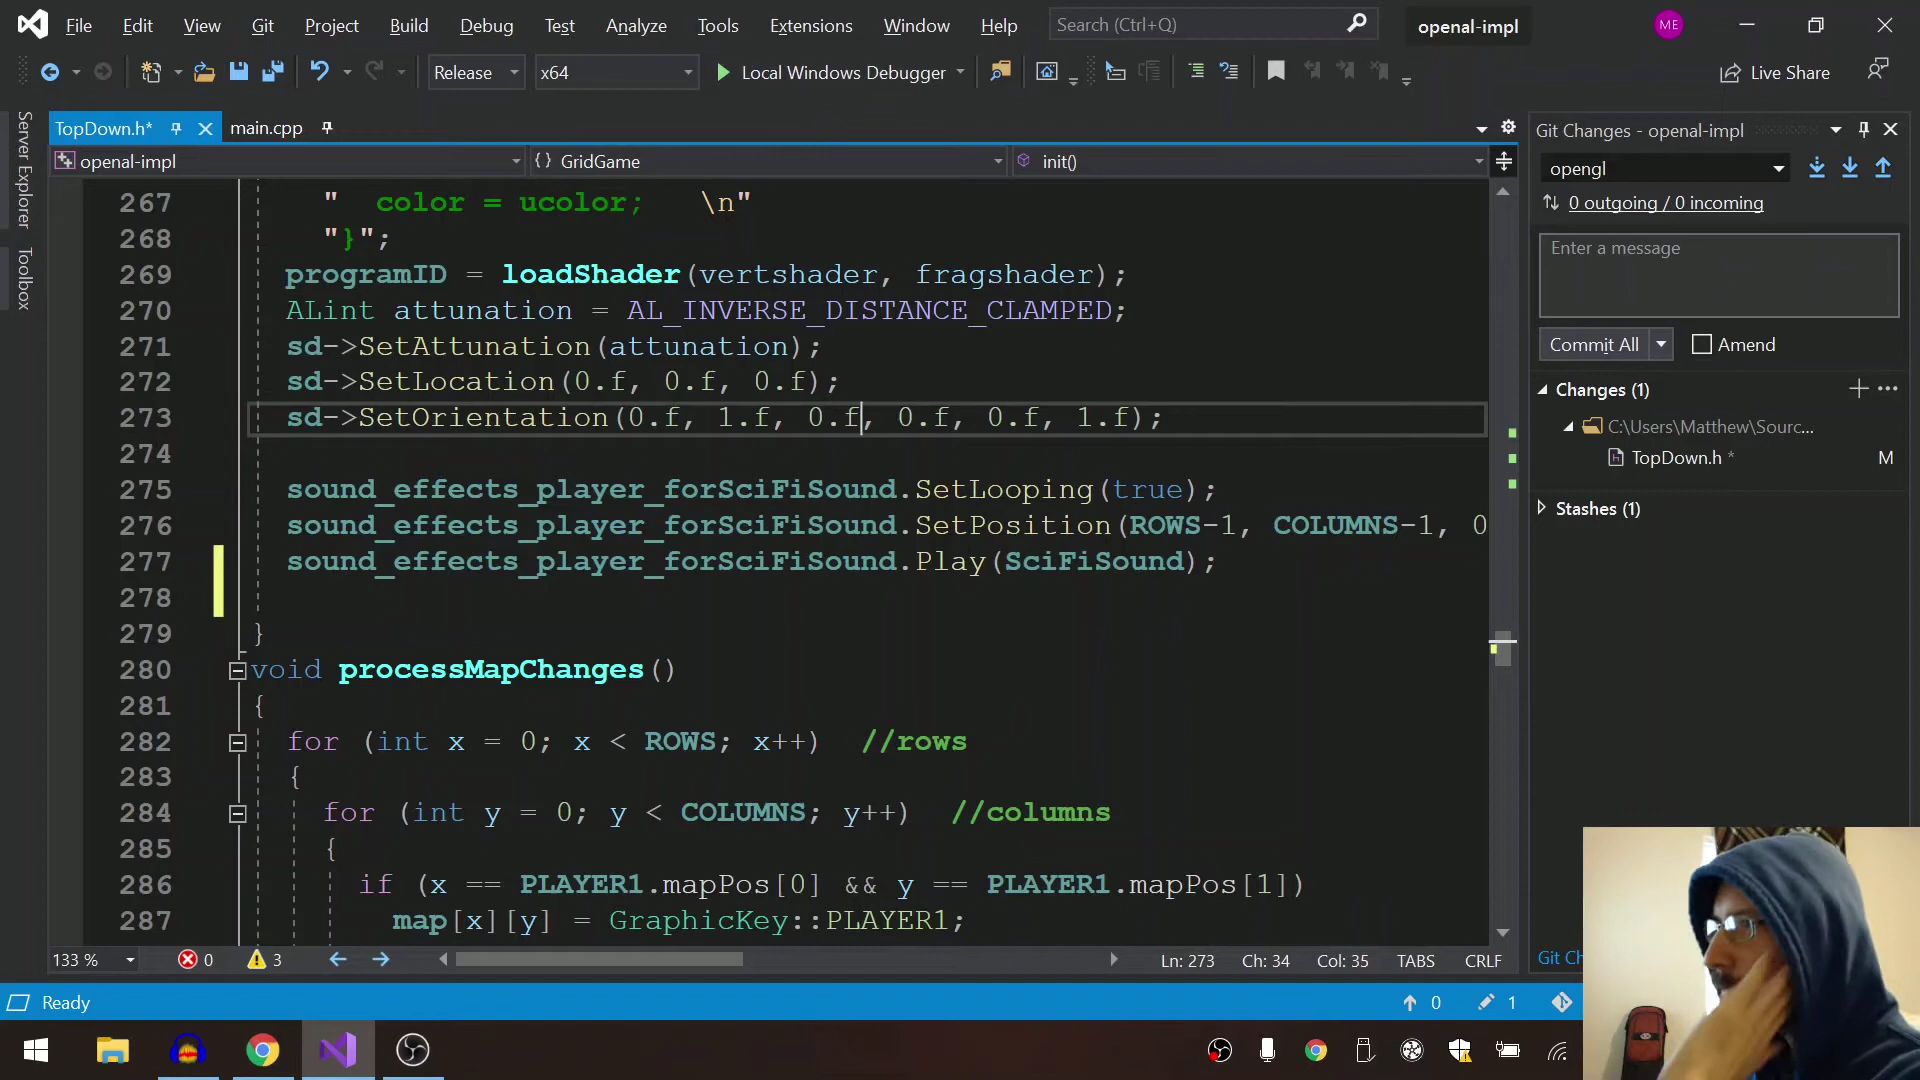 File Edit View Git Project Build Debug Test Analyze Tools Extensions Window Help Search (Ctrl+Q) openal-impl ME
Release x64 Local Windows Debugger Live Share
Server Explorer
Toolbox
TopDown.h* main.cpp
openal-impl GridGame init()
267 " color = ucolor; \n"
268 "}";
269 programID = loadShader(vertshader, fragshader);
270 ALint attunation = AL_INVERSE_DISTANCE_CLAMPED;
271 sd->SetAttunation(attunation);
272 sd->SetLocation(0.f, 0.f, 0.f);
273 sd->SetOrientation(0.f, 1.f, 0.f, 0.f, 0.f, 1.f);
274
275 sound_effects_player_forSciFiSound.SetLooping(true);
276 sound_effects_player_forSciFiSound.SetPosition(ROWS-1, COLUMNS-1, 0
277 sound_effects_player_forSciFiSound.Play(SciFiSound);
278
279 }
280 void processMapChanges()
281 {
282 for (int x = 0; x < ROWS; x++) //rows
283 {
284 for (int y = 0; y < COLUMNS; y++) //columns
285 {
286 if (x == PLAYER1.mapPos[0] && y == PLAYER1.mapPos[1])
287 map[x][y] = GraphicKey::PLAYER1;
133 % 0 3 Ln: 273 Ch: 34 Col: 35 TABS CRLF
Git Changes - openal-impl
opengl
0 outgoing / 0 incoming
Enter a message
Commit All Amend
Changes (1)
C:\Users\Matthew\Sourc...
TopDown.h * M
Stashes (1)
Git Ch
Ready 0 1